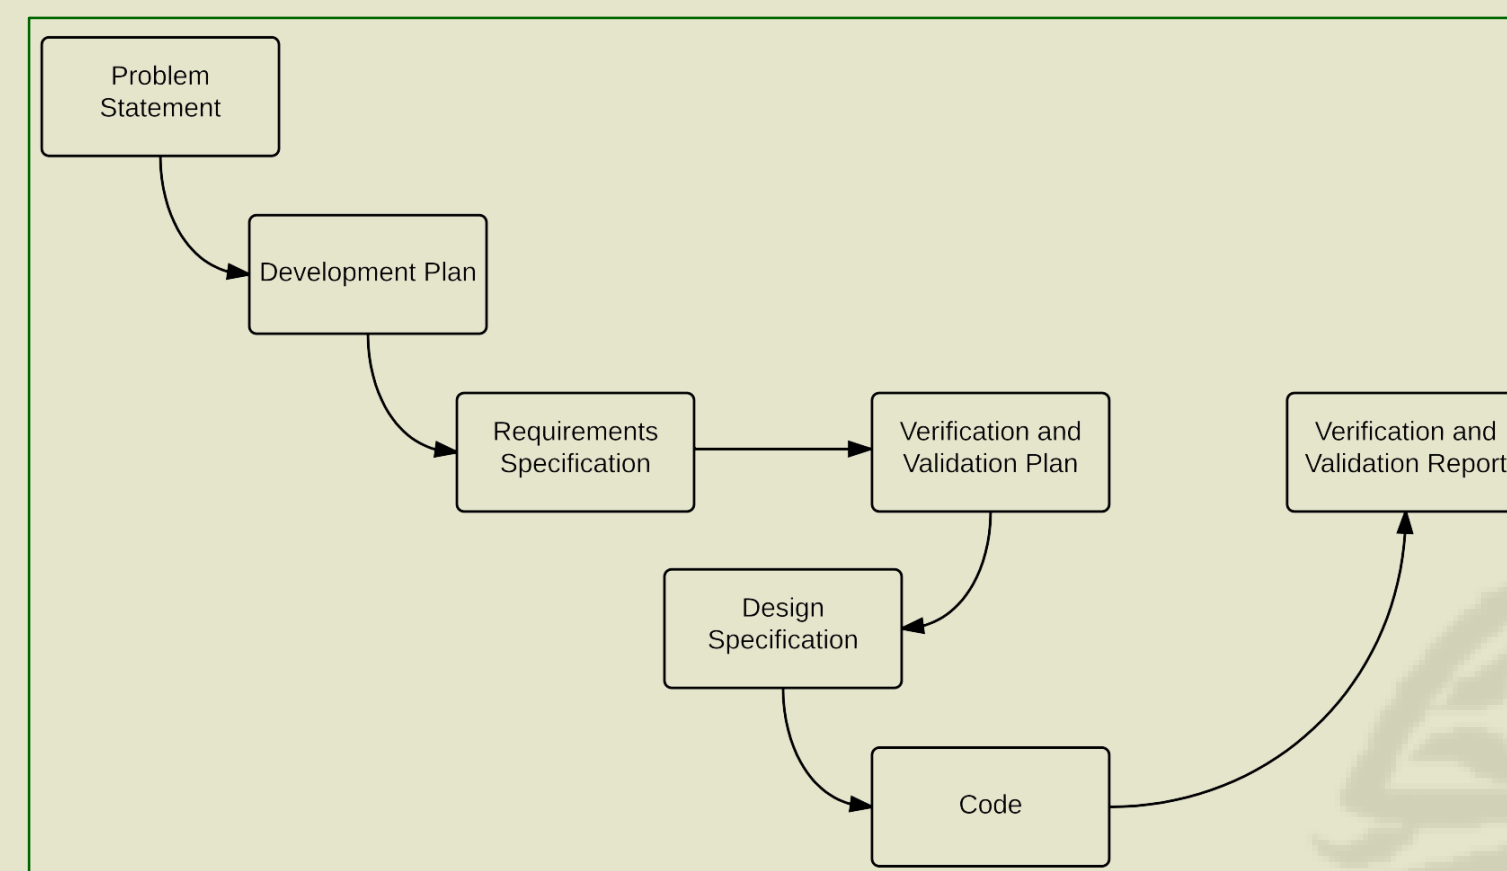 Problem
Statement
Development Plan
Requirements
Specification
Verification and
Validation Plan
Verification and
Validation Report
Design
Specification
Code